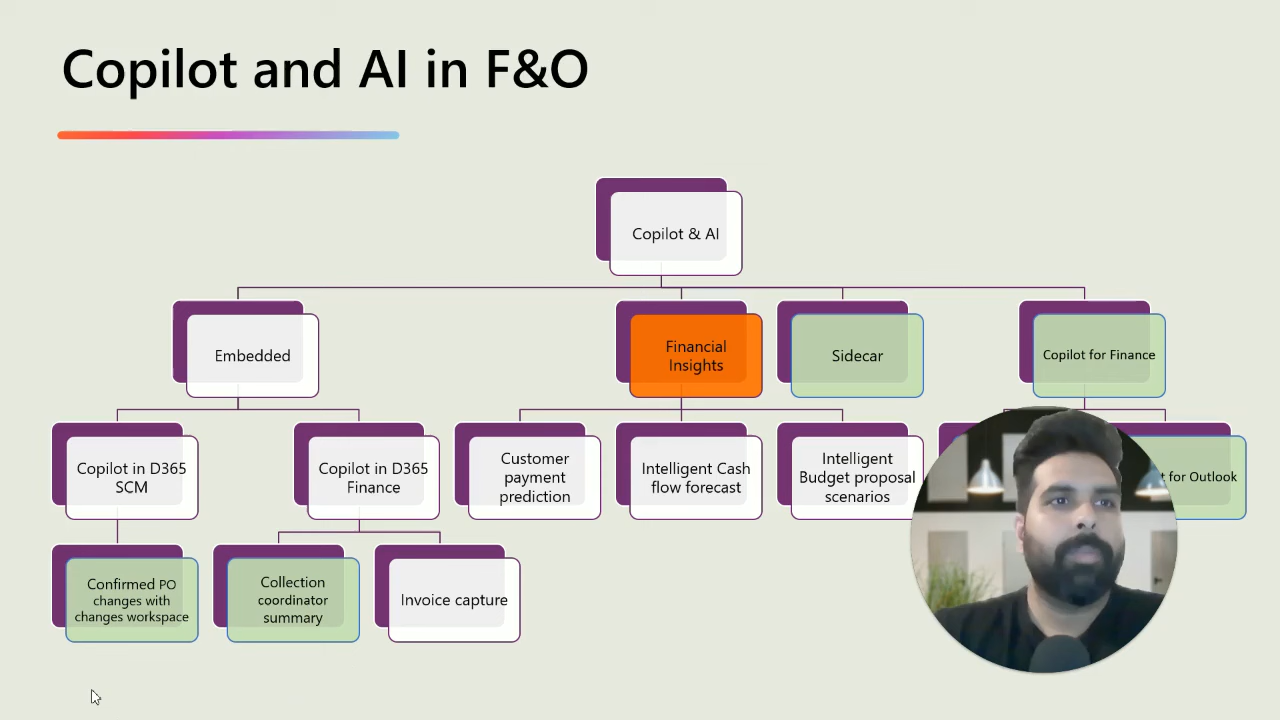 Copilot and AI in F&O
Copilot & AI
Embedded
Financial
Insights
Sidecar
Copilot for Finance
Copilot in D365
SCM
Copilot in D365
Finance
Customer
payment
prediction
Intelligent Cash
flow forecast
Intelligent
Budget proposal
scenarios
for Outlook
Confirmed PO
changes with
changes workspace
Collection
coordinator
summary
Invoice capture